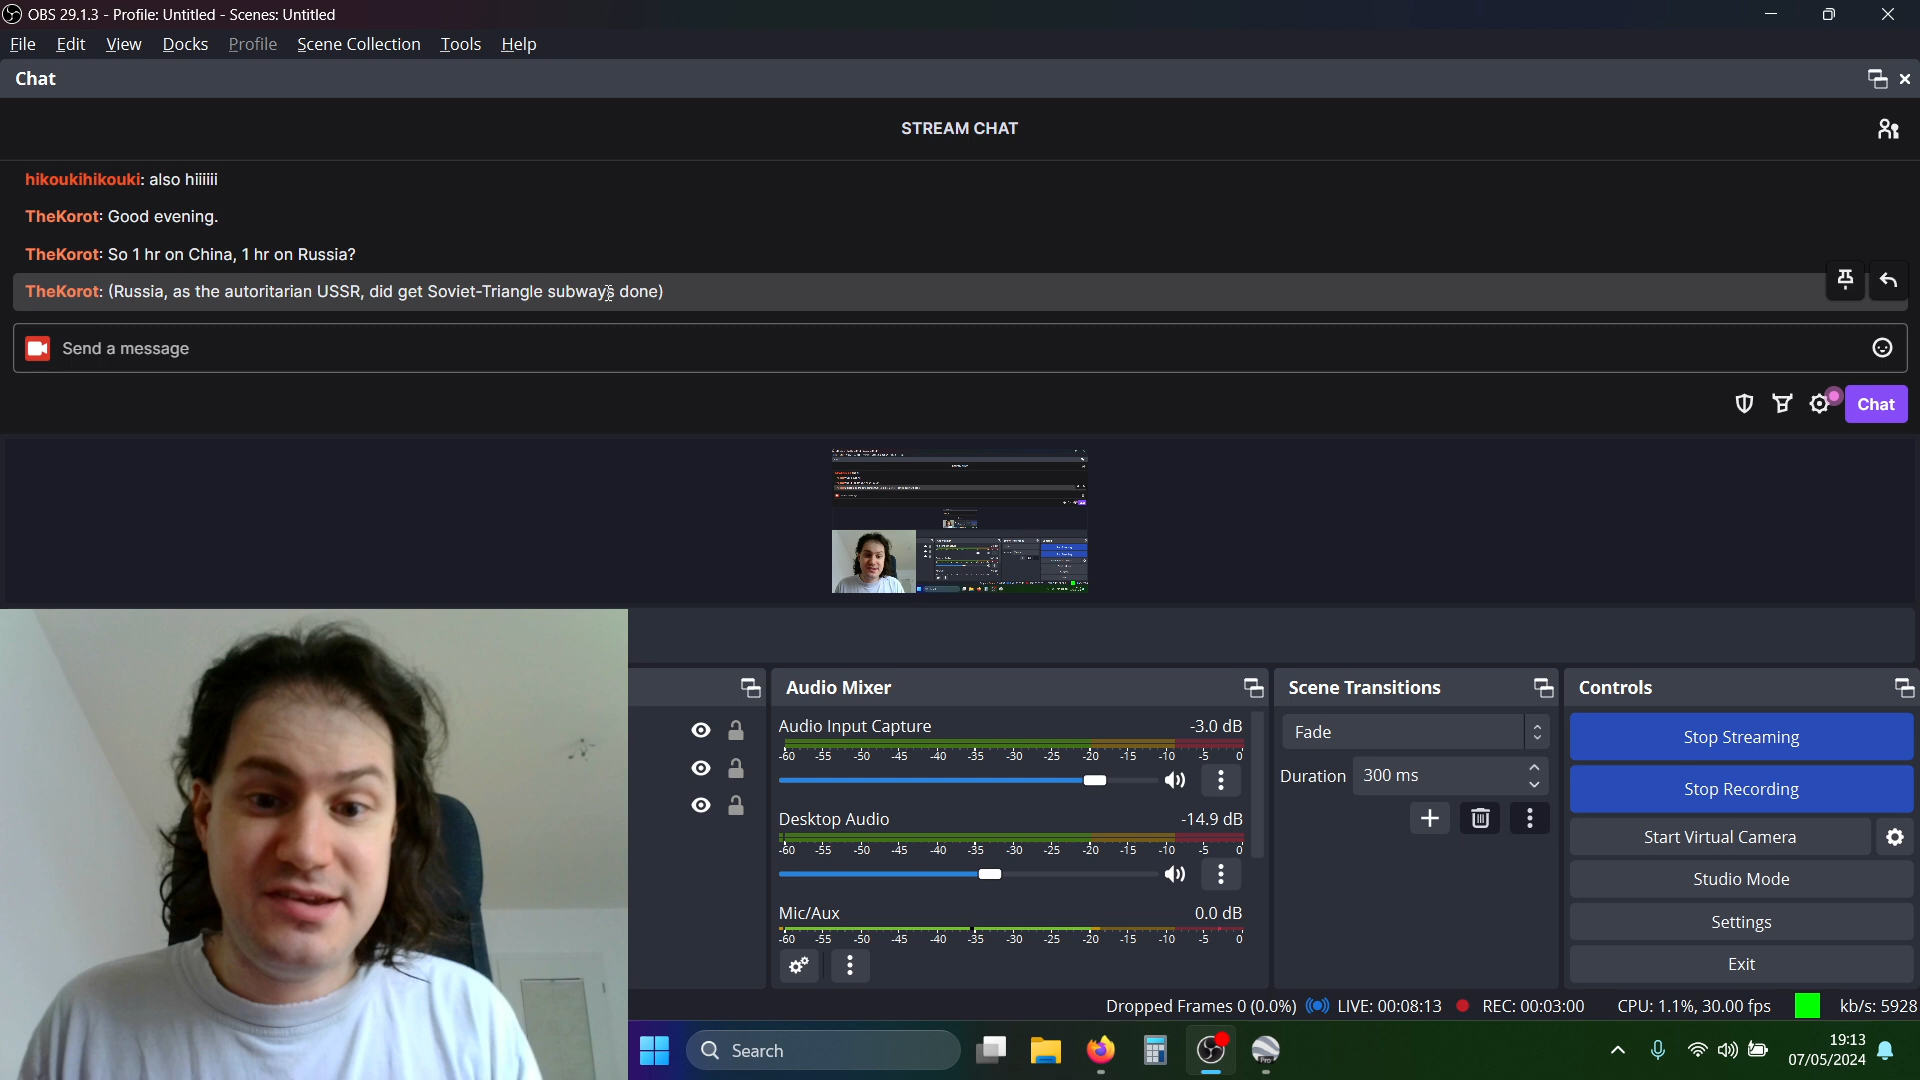 OBS 29.1.3 - Profile: Untitled - Scenes: Untitled
File Edit View Docks Profile Scene Collection Tools Help
Chat
STREAM CHAT
hikoukihikouki: also hiiiiii
TheKorot: Good evening.
TheKorot: So 1 hr on China, 1 hr on Russia?
TheKorot: (Russia, as the autoritarian USSR, did get Soviet-Triangle subways done)
Send a message
Chat
Audio Mixer
Scene Transitions
Controls
Audio Input Capture -3.0 dB
-60 -55 -50 -45 -40 -35 -30 -25 -20 -15 -10 -5 0
Desktop Audio -14.9 dB
-60 -55 -50 -45 -40 -35 -30 -25 -20 -15 -10 -5 0
Mic/Aux 0.0 dB
-60 -55 -50 -45 -40 -35 -30 -25 -20 -15 -10 -5 0
Fade
Duration 300 ms
Stop Streaming
Stop Recording
Start Virtual Camera
Studio Mode
Settings
Exit
Dropped Frames 0 (0.0%) LIVE: 00:08:13 REC: 00:03:00 CPU: 1.1%, 30.00 fps kb/s: 5928
Search
19:13
07/05/2024